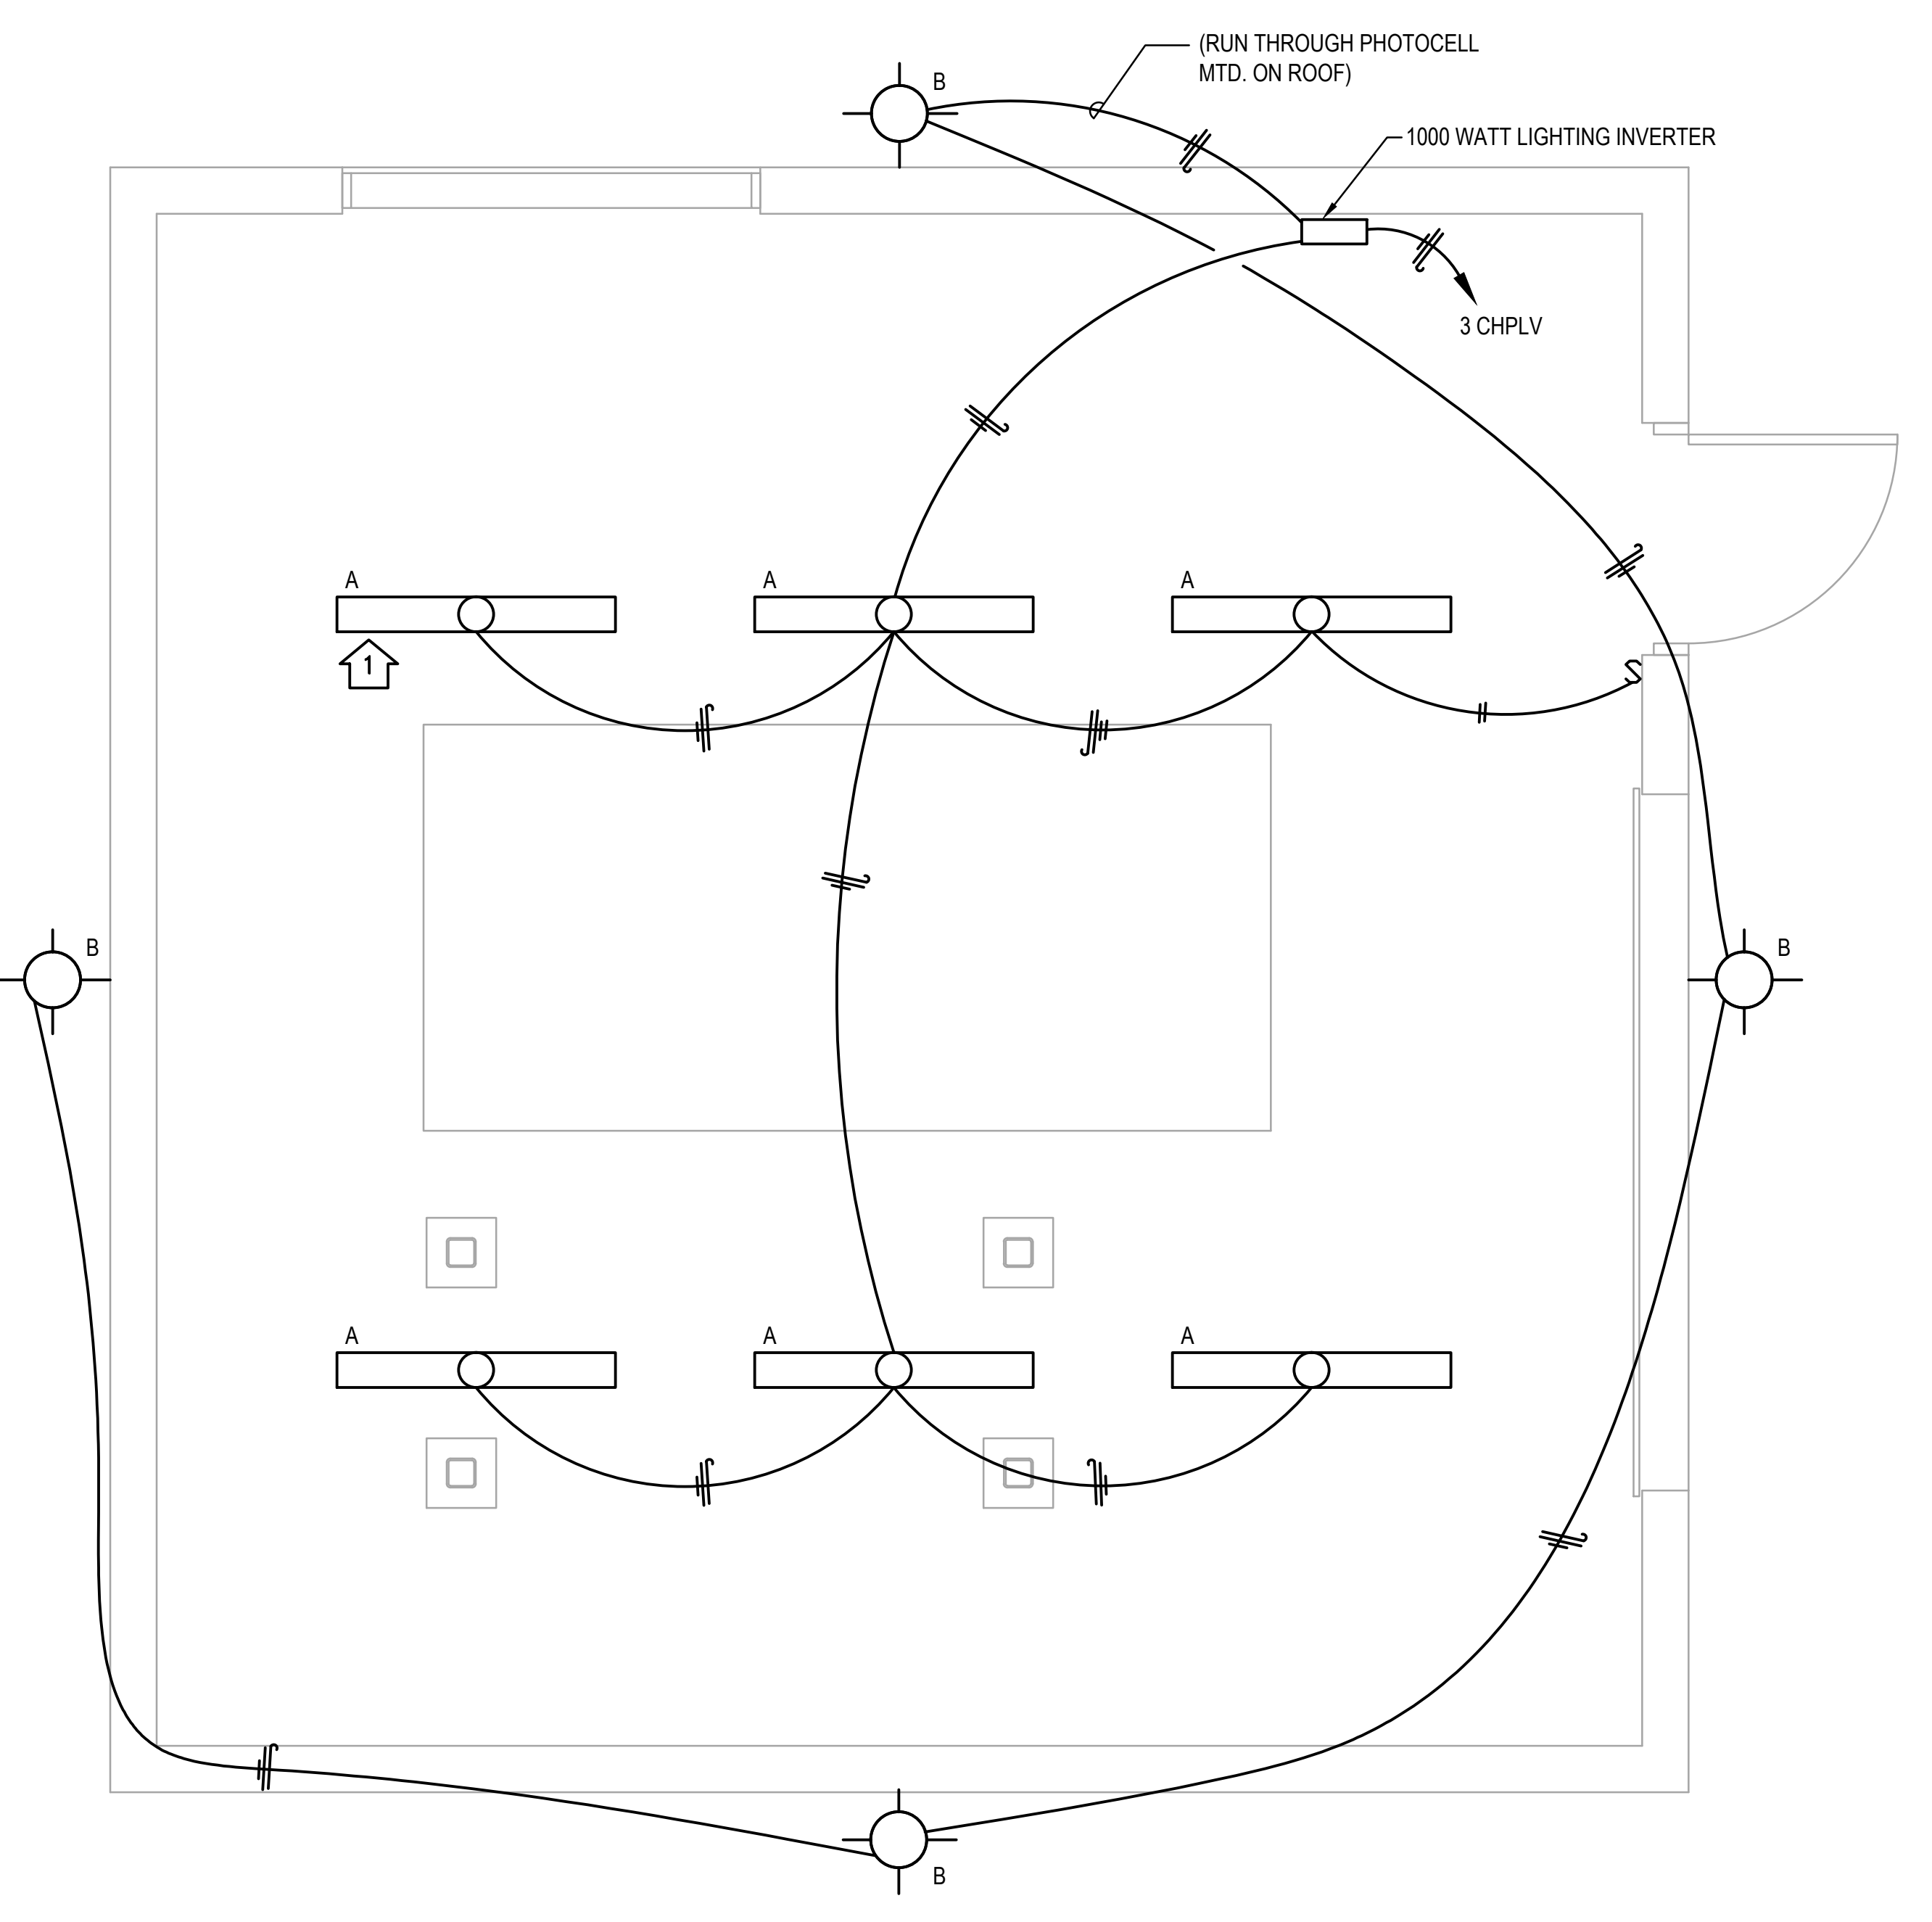 (RUN THROUGH PHOTOCELL
MTD. ON ROOF)
B
1000 WATT LIGHTING INVERTER
3 CHPLV
A
A
A
1
S
B
B
A
A
A
B